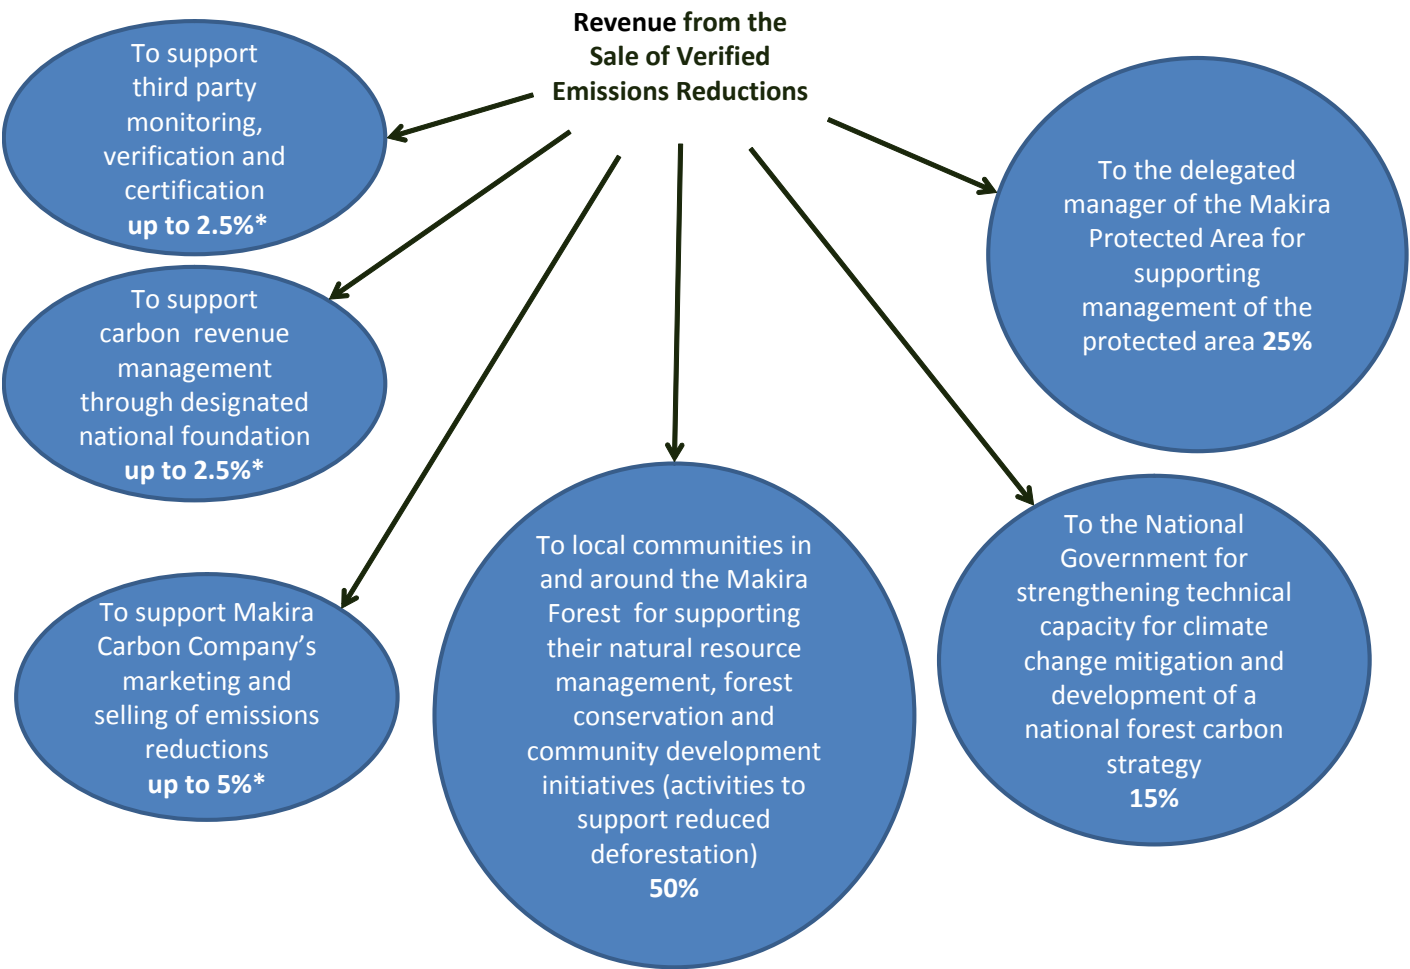 Revenue from the
Sale of Verified
Emissions Reductions
To support
third party
monitoring,
verification and
certification
up to 2.5%*
To support
carbon revenue
management
through designated
national foundation
up to 2.5%*
To support Makira
Carbon Company’s
marketing and
selling of emissions
reductions
up to 5%*
To local communities in
and around the Makira
Forest for supporting
their natural resource
management, forest
conservation and
community development
initiatives (activities to
support reduced
deforestation)
50%
To the National
Government for
strengthening technical
capacity for climate
change mitigation and
development of a
national forest carbon
strategy
15%
To the delegated
manager of the Makira
Protected Area for
supporting
management of the
protected area 25%